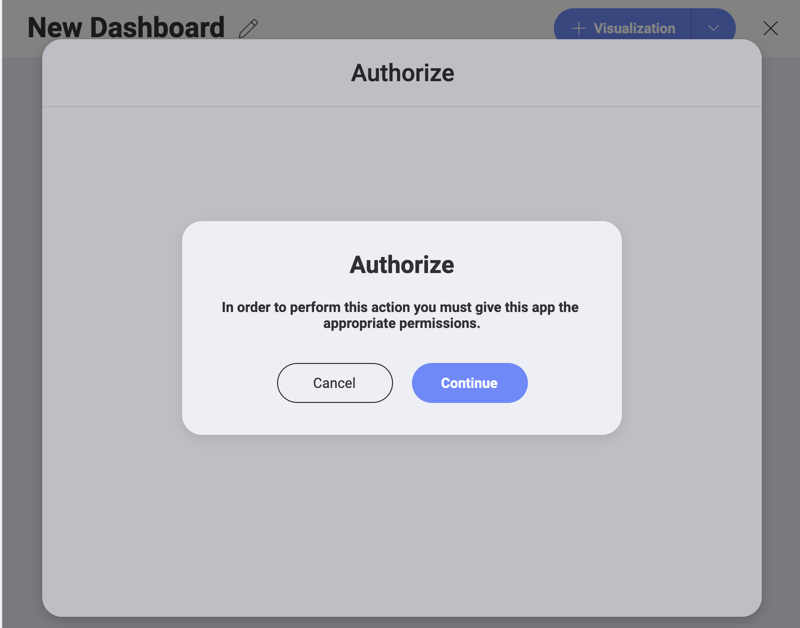 New Dashboard
Visualization
Authorize
Authorize
In order to perform this action you must give this app the
appropriate permissions.
Cancel
Continue